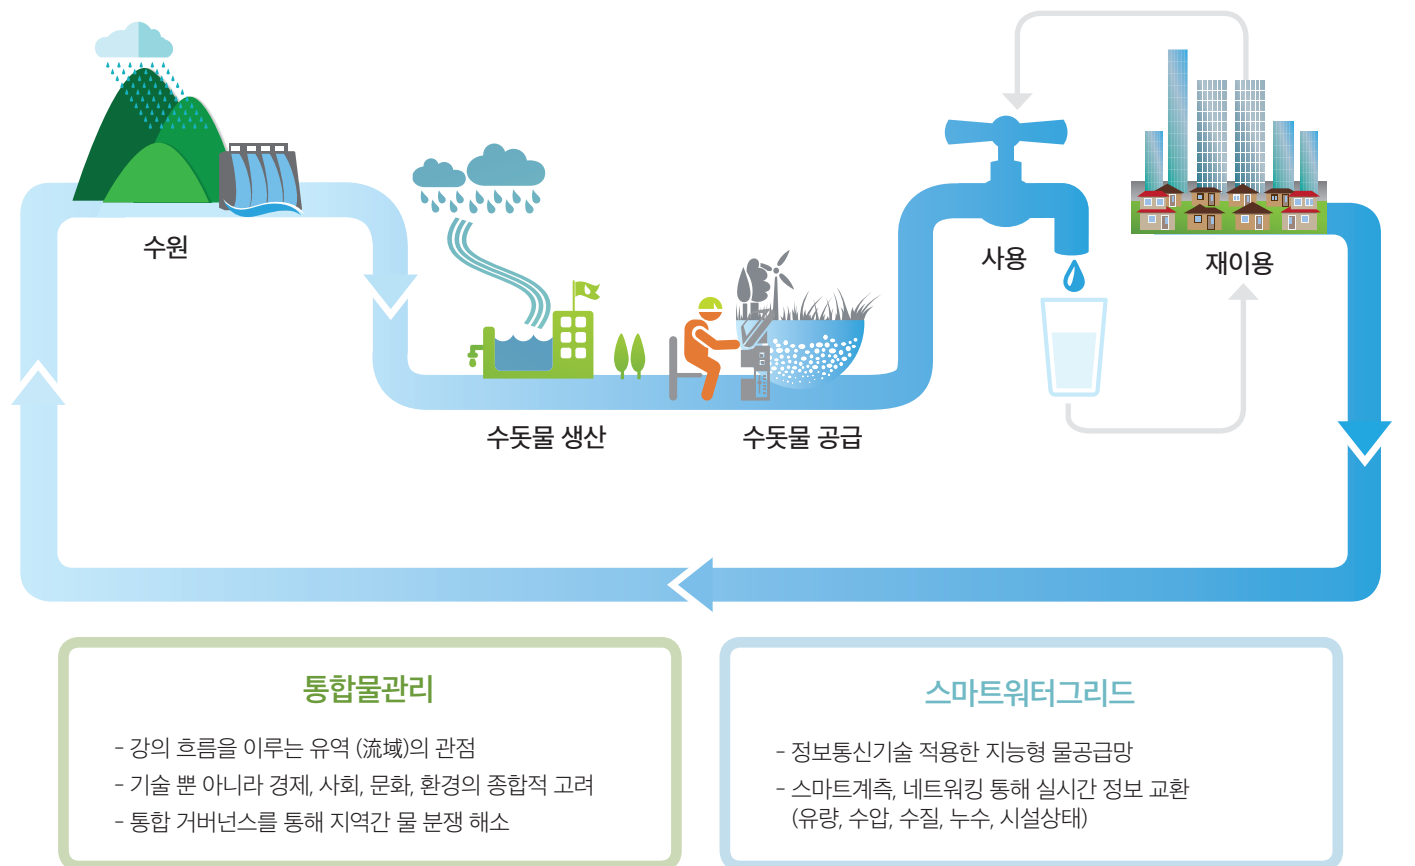 수원
사용
재이용
수돗물 생산
수돗물 공급
통합물관리
- 강의 흐름을 이루는 유역 (流域)의 관점
- 기술 뿐 아니라 경제, 사회, 문화, 환경의 종합적 고려
- 통합 거버넌스를 통해 지역간 물 분쟁 해소
스마트워터그리드
- 정보통신기술 적용한 지능형 물공급망
- 스마트계측, 네트워킹 통해 실시간 정보 교환
(유량, 수압, 수질, 누수, 시설상태)